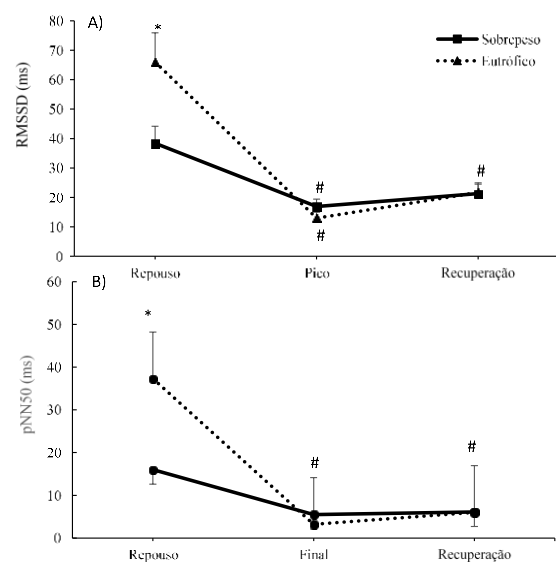 A)
80
70
60
50
40
30
20
10
0
RMSSD (ms)
*
#
#
#
Sobrepeso
Eutrófico
Repouso Pico Recuperação
B)
60
50
40
30
20
10
0
pNN50 (ms)
*
#
#
Repouso Final Recuperação